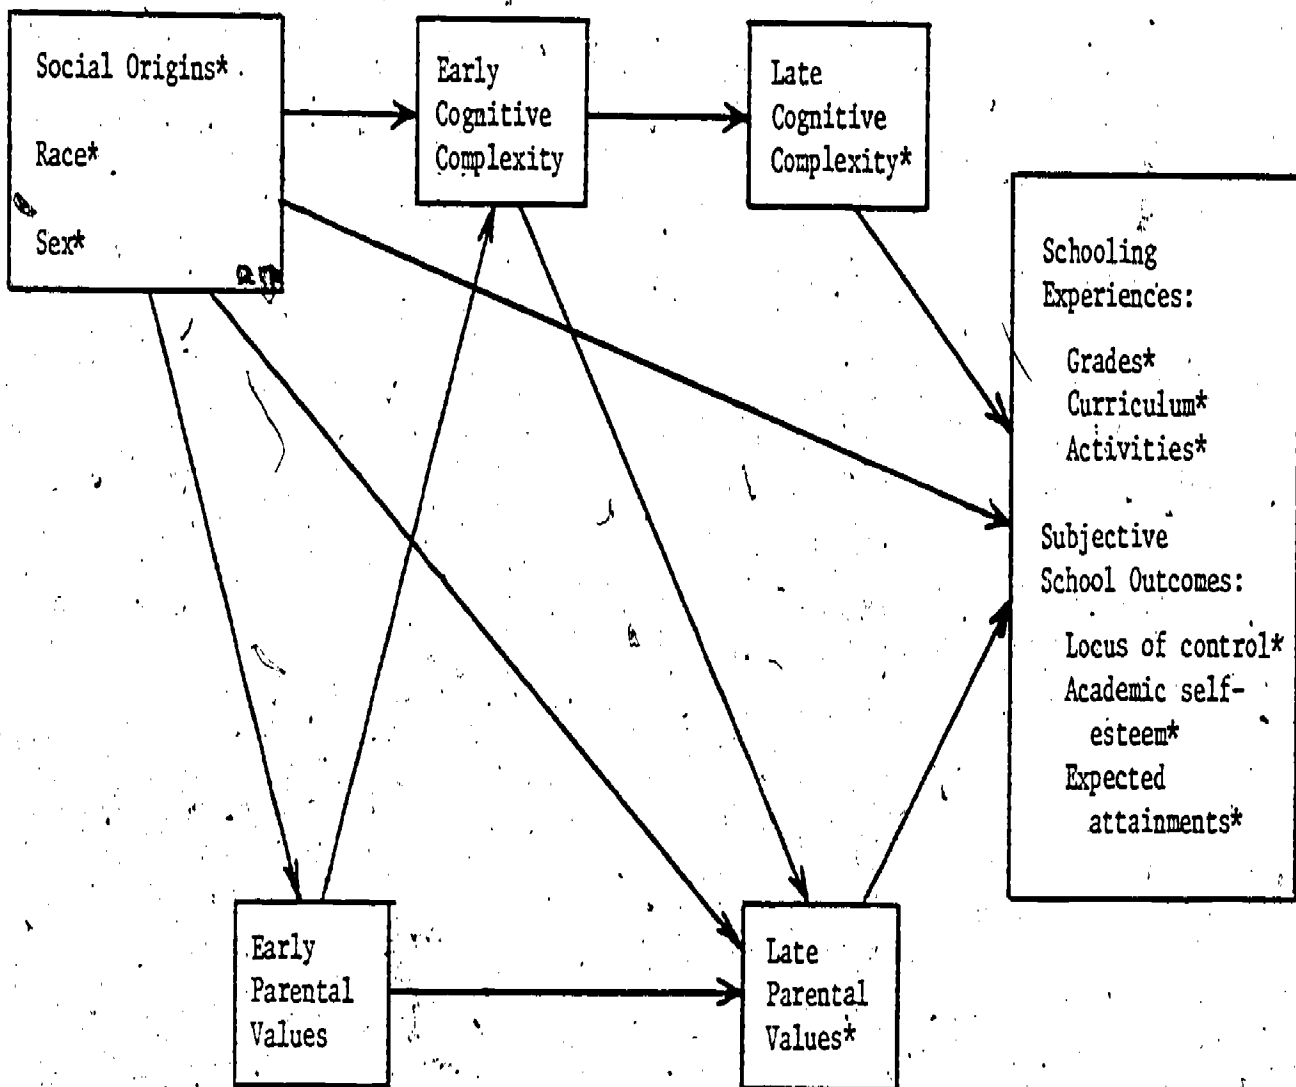 Social Origins*
Race*
Sex*
Early
Cognitive
Complexity
Late
Cognitive
Complexity*
Schooling
Experiences:
Grades*
Curriculum*
Activities*
Subjective
School Outcomes:
Locus of control*
Academic self-
esteem*
Expected
attainments*
Early
Parental
Values
Late
Parental
Values*